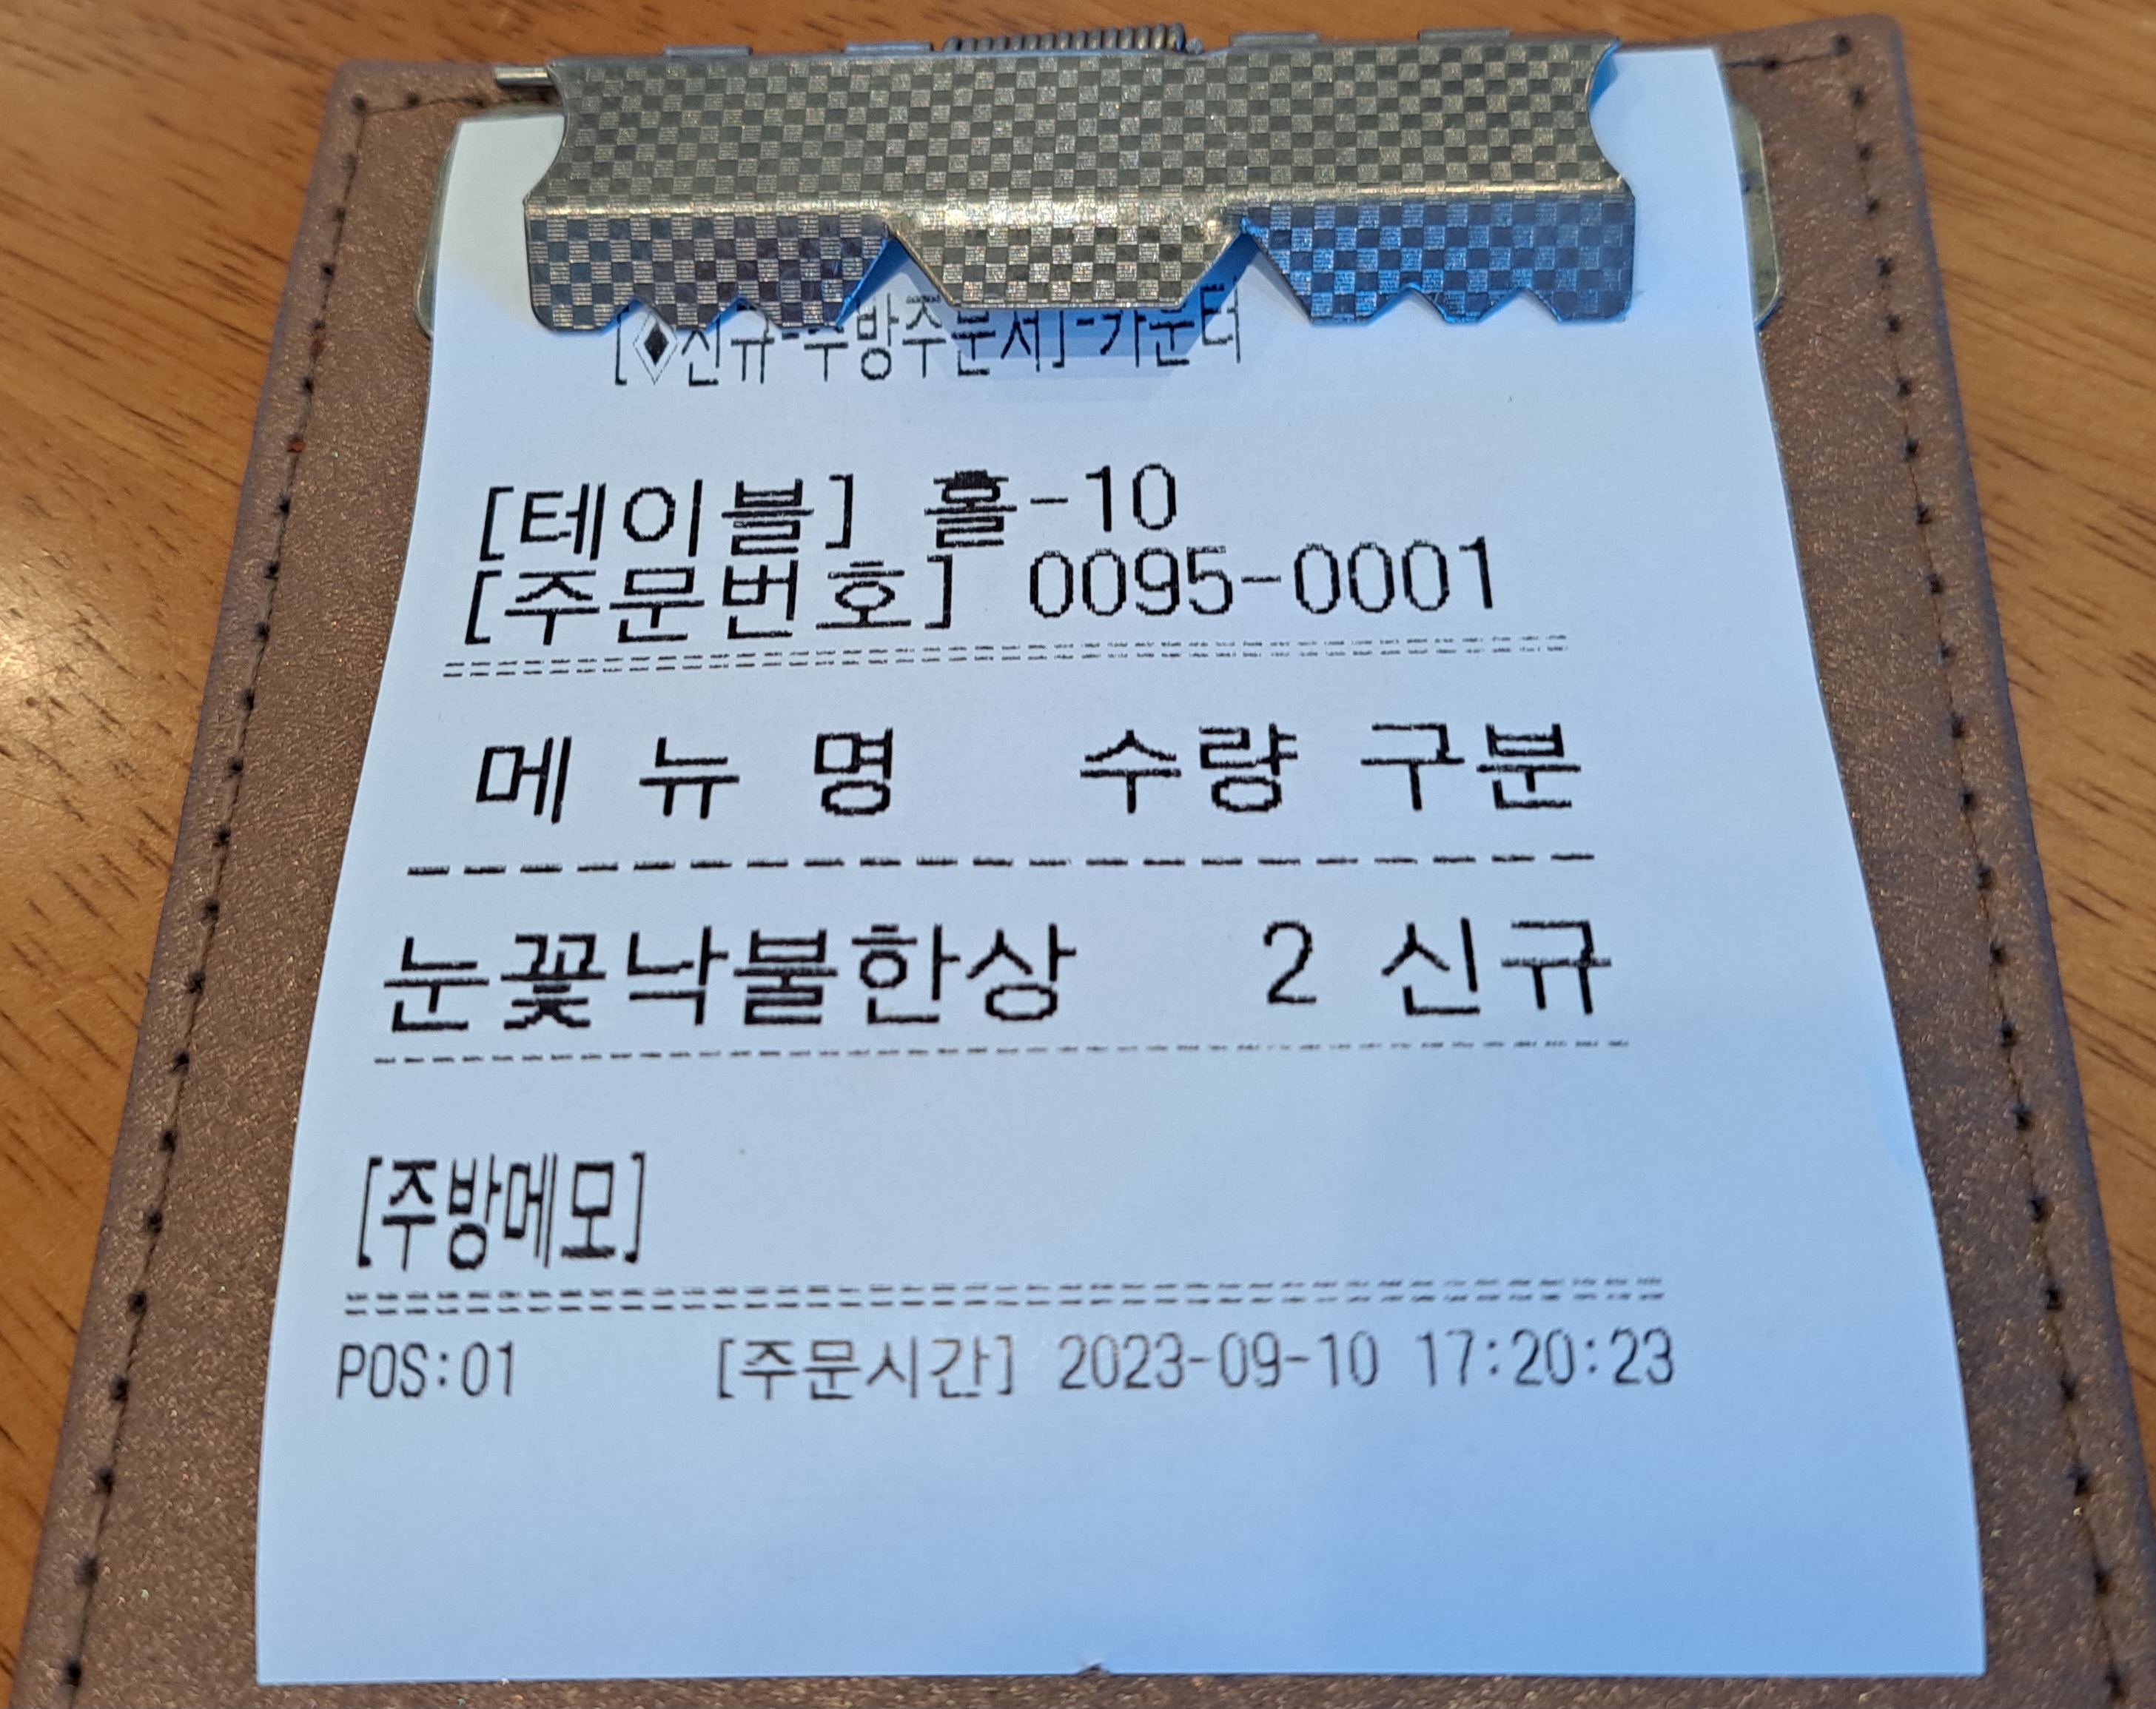 [◈신규-주방주문서]-카운터
[테이블] 홀-10
[주문번호] 0095-0001
메 뉴 명 수량 구분
눈꽃낙불한상 2 신규
[주방메모]
POS:01 [주문시간] 2023-09-10 17:20:23